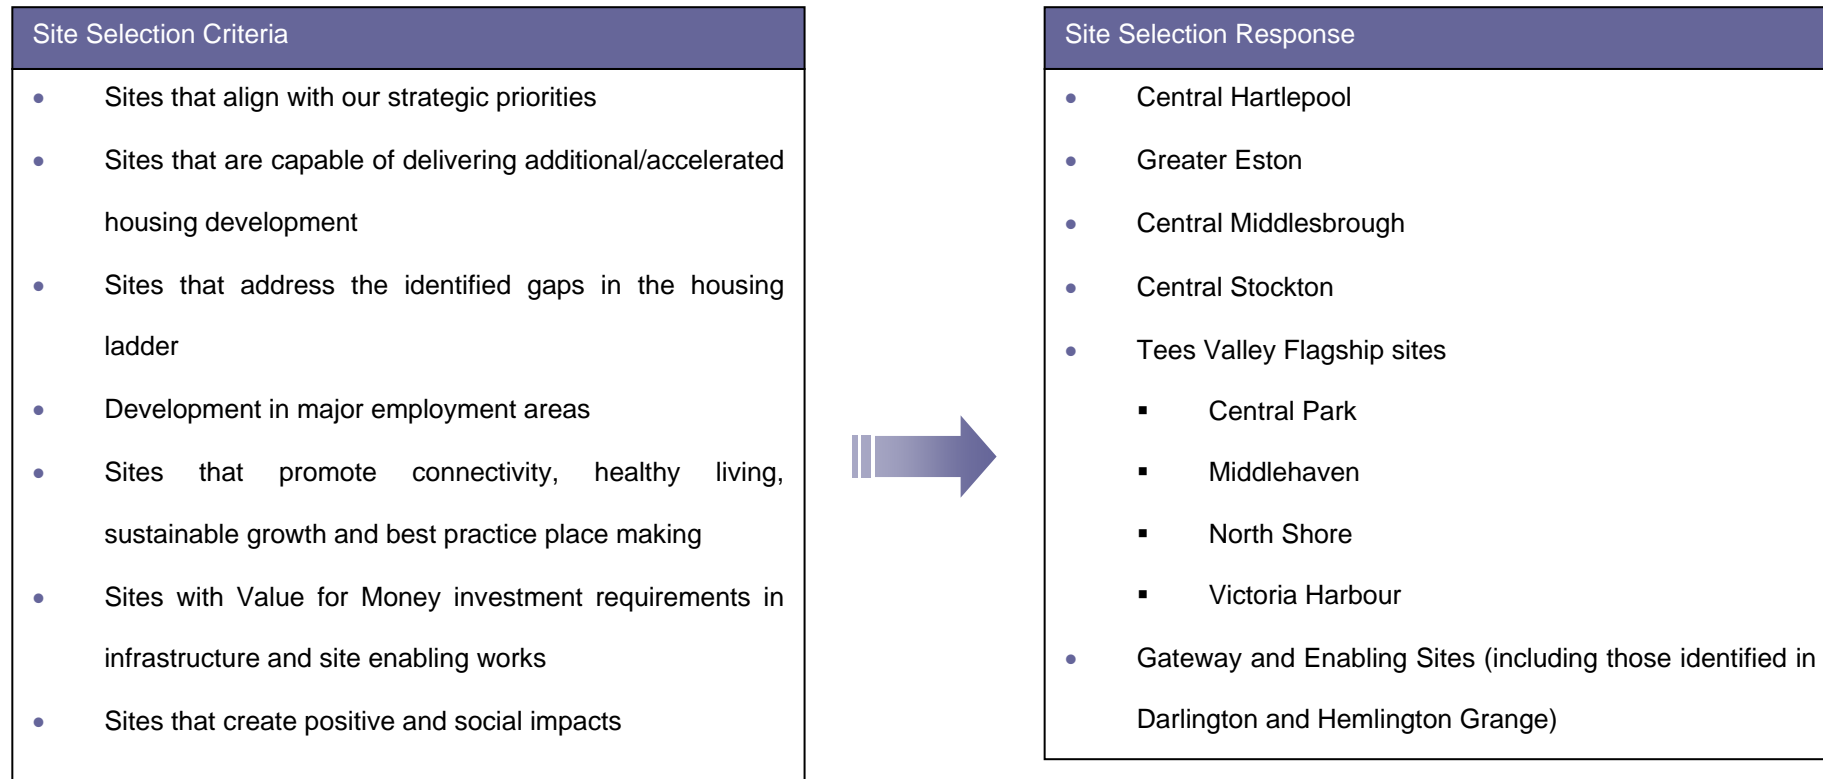 Site Selection Criteria
• Sites that align with our strategic priorities
• Sites that are capable of delivering additional/accelerated
housing development
• Sites that address the identified gaps in the housing
ladder
• Development in major employment areas
• Sites that promote connectivity, healthy living,
sustainable growth and best practice place making
• Sites with Value for Money investment requirements in
infrastructure and site enabling works
• Sites that create positive and social impacts
Site Selection Response
• Central Hartlepool
• Greater Eston
• Central Middlesbrough
• Central Stockton
• Tees Valley Flagship sites
▪ Central Park
▪ Middlehaven
▪ North Shore
▪ Victoria Harbour
• Gateway and Enabling Sites (including those identified in
Darlington and Hemlington Grange)